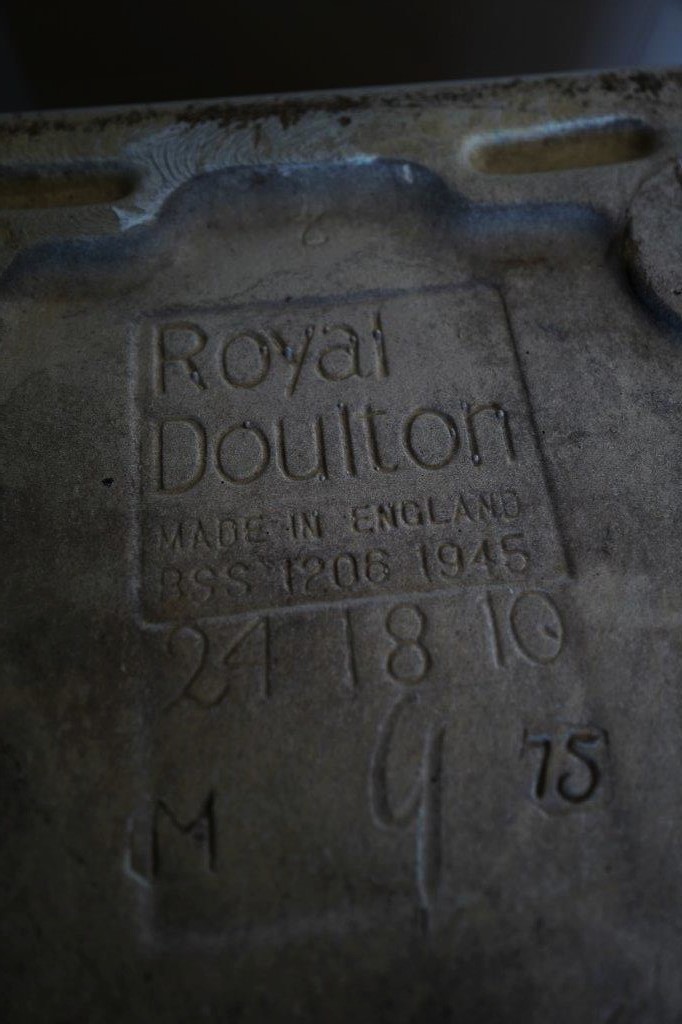 Royal
Doulton
MADE IN ENGLAND
BSS 1206 1945
24 18 10
9 75
M